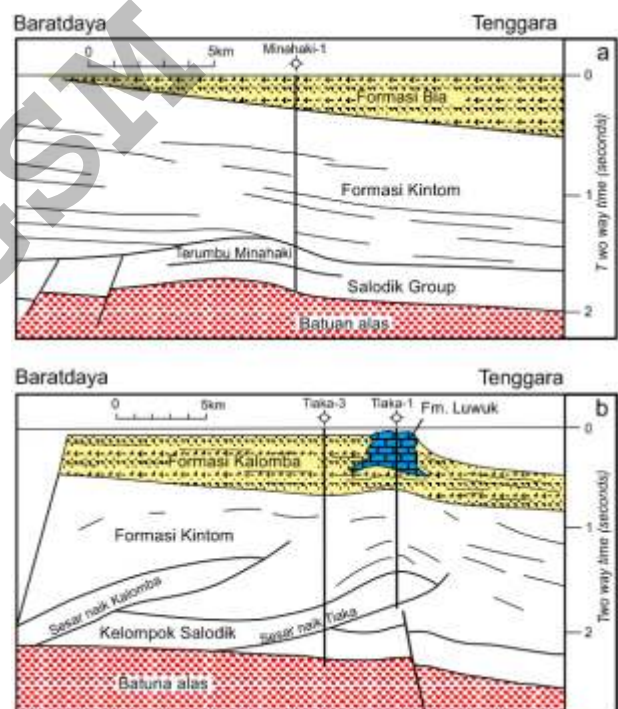 Baratdaya Tenggara
a
0 5km Minahaki-1
0
Formasi Bia
Formasi Kintom
1
Terumbu Minahaki
Salodik Group
2
Batuan alas
T wo way time (seconds)
GSM
Baratdaya Tenggara
b
0 5km Tiaka-3 Tiaka-1 Fm. Luwuk
0
Formasi Kalomba
1
Formasi Kintom
Sesar naik Kalomba
Sesar naik Tiaka
Kelompok Salodik
2
Batuna alas
Two way time (seconds)